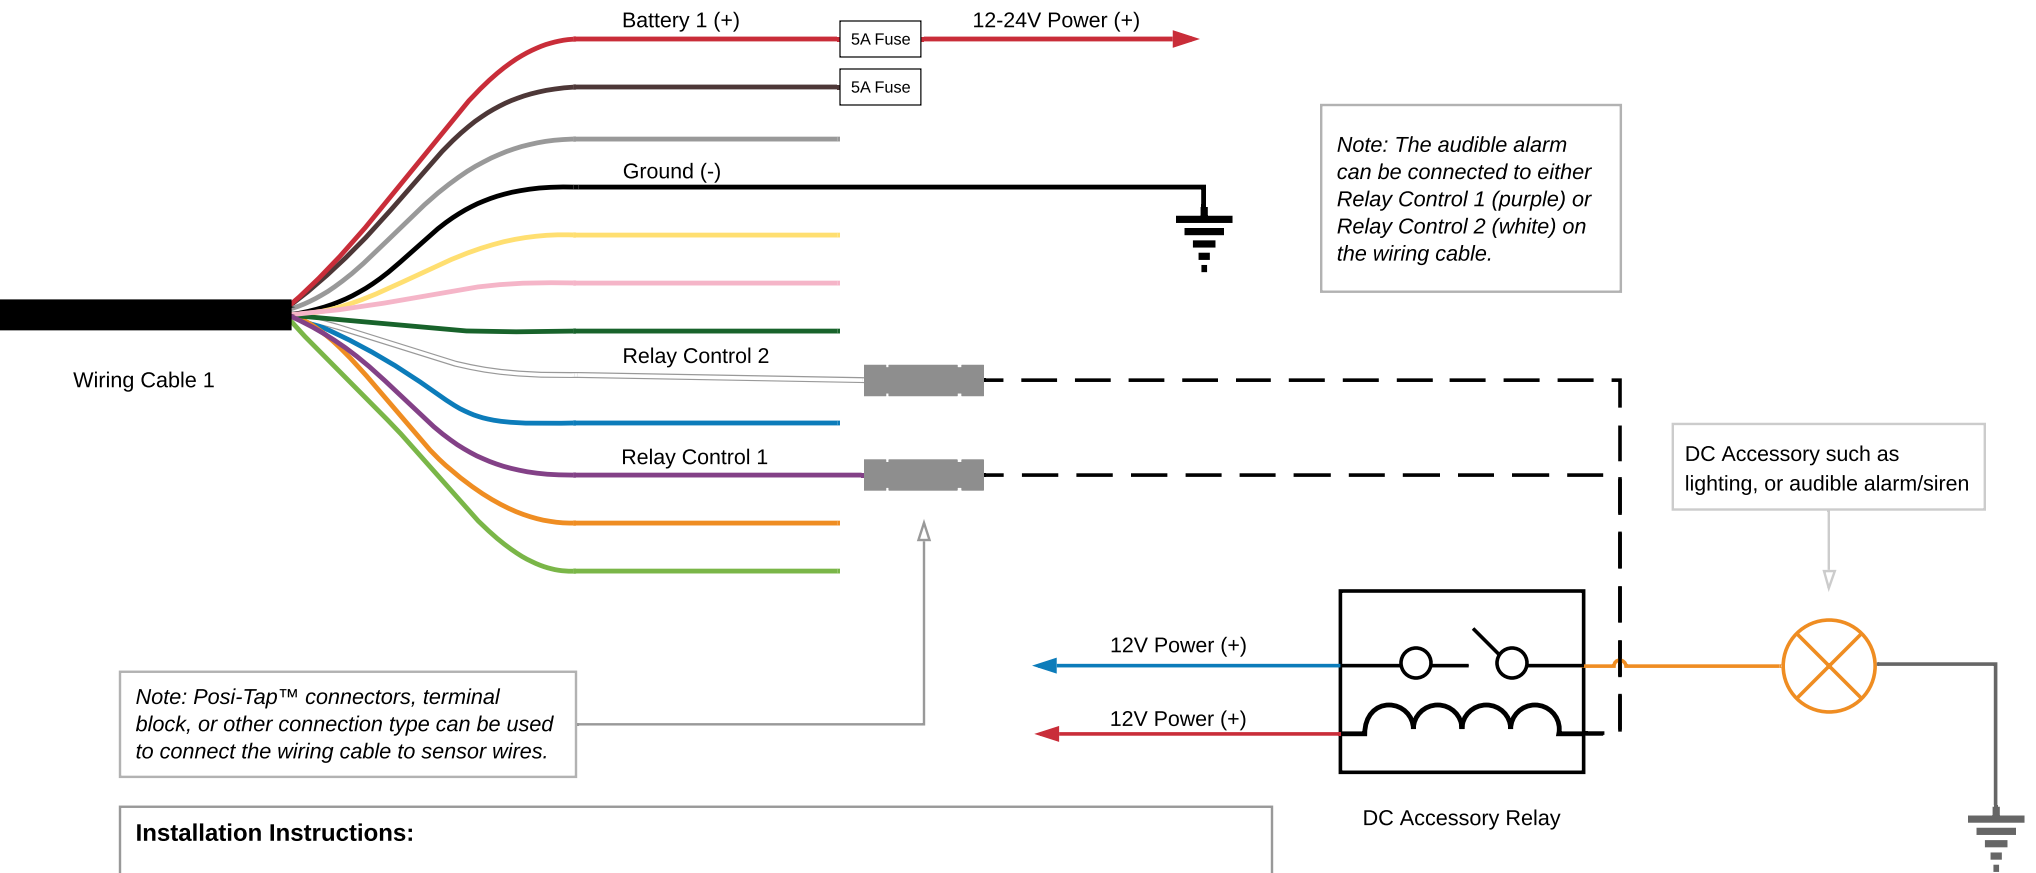 Battery 1 (+)
5A Fuse
12-24V Power (+)
5A Fuse
Note: The audible alarm
can be connected to either
Relay Control 1 (purple) or
Relay Control 2 (white) on
the wiring cable.
Ground (-)
Relay Control 2
Wiring Cable 1
Relay Control 1
DC Accessory such as
lighting, or audible alarm/siren
12V Power (+)
12V Power (+)
Note: Posi-Tap™ connectors, terminal
block, or other connection type can be used
to connect the wiring cable to sensor wires.
DC Accessory Relay
Installation Instructions: